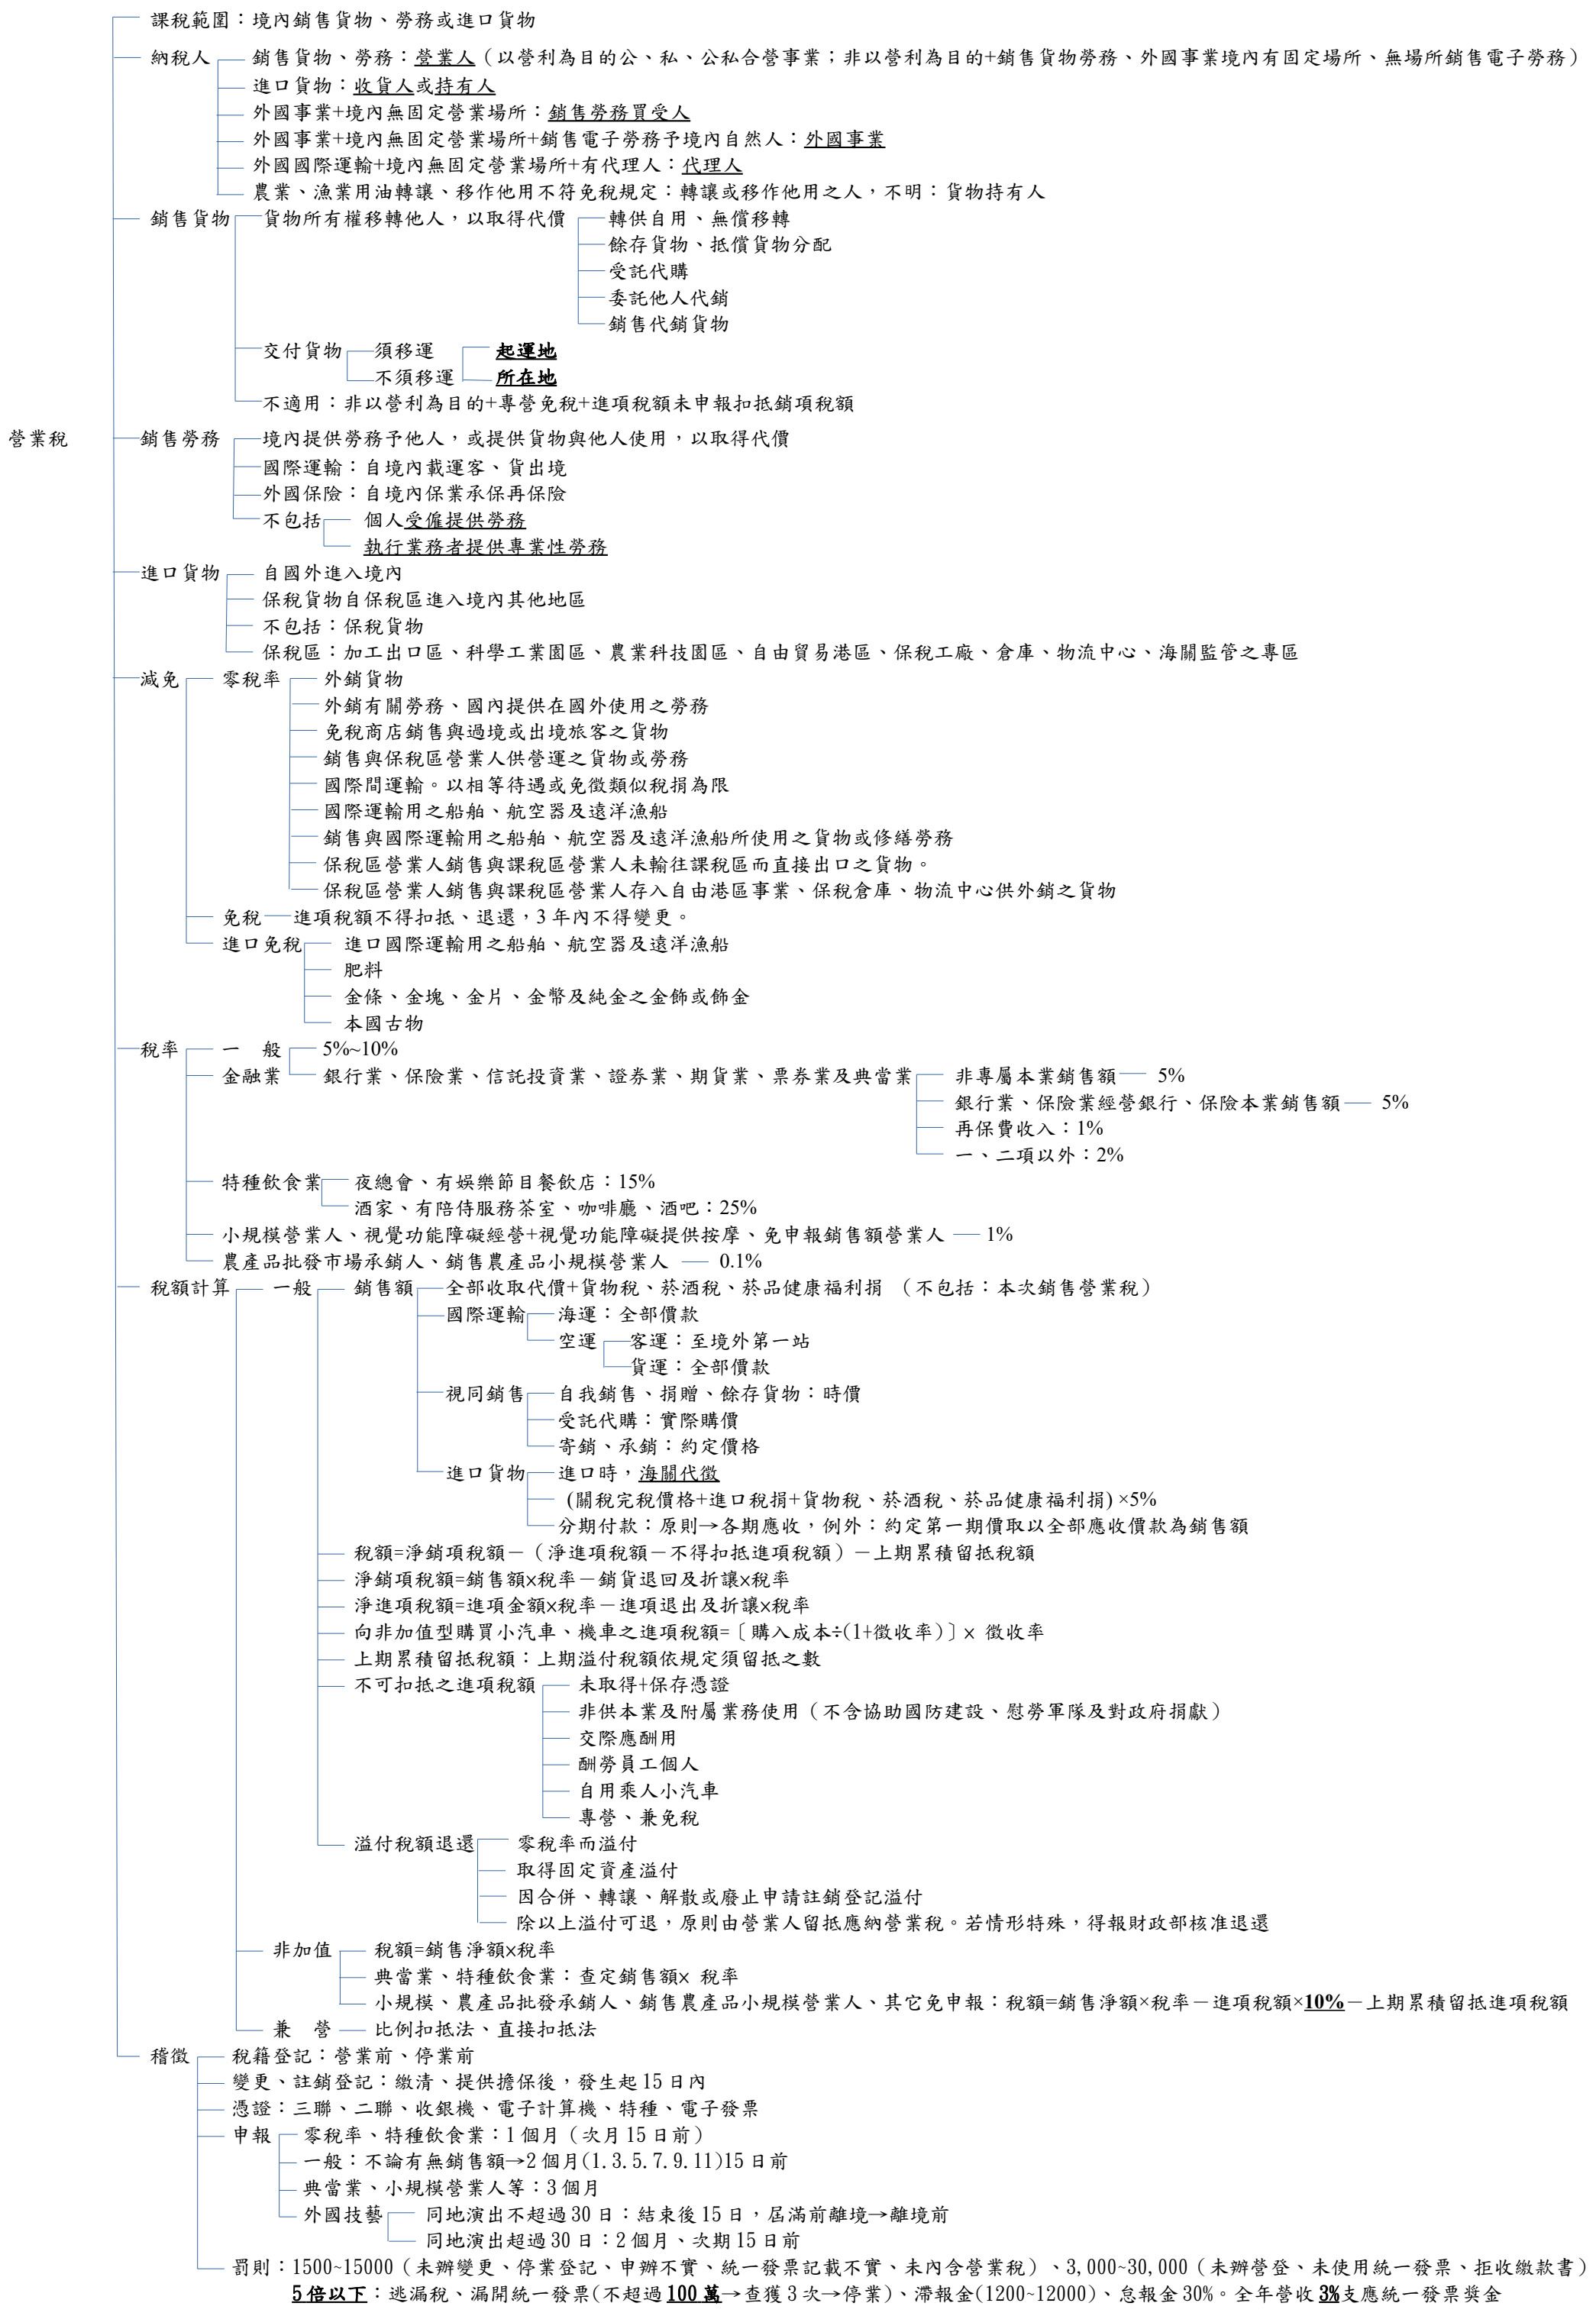 課稅範圍：境內銷售貨物、勞務或進口貨物
納稅人 銷售貨物、勞務：營業人（以營利為目的公、私、公私合營事業；非以營利為目的+銷售貨物勞務、外國事業境內有固定場所、無場所銷售電子勞務）
進口貨物：收貨人或持有人
外國事業+境內無固定營業場所：銷售勞務買受人
外國事業+境內無固定營業場所+銷售電子勞務予境內自然人：外國事業
外國國際運輸+境內無固定營業場所+有代理人：代理人
農業、漁業用油轉讓、移作他用不符免稅規定：轉讓或移作他用之人，不明：貨物持有人
銷售貨物 貨物所有權移轉他人，以取得代價 轉供自用、無償移轉
餘存貨物、抵償貨物分配
受託代購
委託他人代銷
銷售代銷貨物
交付貨物 須移運 起運地
不須移運 所在地
不適用：非以營利為目的+專營免稅+進項稅額未申報扣抵銷項稅額
營業稅 銷售勞務 境內提供勞務予他人，或提供貨物與他人使用，以取得代價
國際運輸：自境內載運客、貨出境
外國保險：自境內保業承保再保險
不包括 個人受僱提供勞務
執行業務者提供專業性勞務
進口貨物 自國外進入境內
保稅貨物自保稅區進入境內其他地區
不包括：保稅貨物
保稅區：加工出口區、科學工業園區、農業科技園區、自由貿易港區、保稅工廠、倉庫、物流中心、海關監管之專區
減免 零稅率 外銷貨物
外銷有關勞務、國內提供在國外使用之勞務
免稅商店銷售與過境或出境旅客之貨物
銷售與保稅區營業人供營運之貨物或勞務
國際間運輸。以相等待遇或免徵類似稅捐為限
國際運輸用之船舶、航空器及遠洋漁船
銷售與國際運輸用之船舶、航空器及遠洋漁船所使用之貨物或修繕勞務
保稅區營業人銷售與課稅區營業人未輸往課稅區而直接出口之貨物。
保稅區營業人銷售與課稅區營業人存入自由港區事業、保稅倉庫、物流中心供外銷之貨物
免稅 進項稅額不得扣抵、退還，3 年內不得變更。
進口免稅 進口國際運輸用之船舶、航空器及遠洋漁船
肥料
金條、金塊、金片、金幣及純金之金飾或飾金
本國古物
稅率 一 般 5%~10%
金融業 銀行業、保險業、信託投資業、證券業、期貨業、票券業及典當業 非專屬本業銷售額 5%
銀行業、保險業經營銀行、保險本業銷售額 5%
再保費收入：1%
一、二項以外：2%
特種飲食業 夜總會、有娛樂節目餐飲店：15%
酒家、有陪侍服務茶室、咖啡廳、酒吧：25%
小規模營業人、視覺功能障礙經營+視覺功能障礙提供按摩、免申報銷售額營業人 1%
農產品批發市場承銷人、銷售農產品小規模營業人 0.1%
稅額計算 一般 銷售額 全部收取代價+貨物稅、菸酒稅、菸品健康福利捐 （不包括：本次銷售營業稅）
國際運輸 海運：全部價款
空運 客運：至境外第一站
貨運：全部價款
視同銷售 自我銷售、捐贈、餘存貨物：時價
受託代購：實際購價
寄銷、承銷：約定價格
進口貨物 進口時，海關代徵
(關稅完稅價格+進口稅捐+貨物稅、菸酒稅、菸品健康福利捐)×5%
分期付款：原則→各期應收，例外：約定第一期價取以全部應收價款為銷售額
稅額=淨銷項稅額－（淨進項稅額－不得扣抵進項稅額）－上期累積留抵稅額
淨銷項稅額=銷售額×稅率－銷貨退回及折讓×稅率
淨進項稅額=進項金額×稅率－進項退出及折讓×稅率
向非加值型購買小汽車、機車之進項稅額=〔購入成本÷(1+徵收率)〕× 徵收率
上期累積留抵稅額：上期溢付稅額依規定須留抵之數
不可扣抵之進項稅額 未取得+保存憑證
非供本業及附屬業務使用（不含協助國防建設、慰勞軍隊及對政府捐獻）
交際應酬用
酬勞員工個人
自用乘人小汽車
專營、兼免稅
溢付稅額退還 零稅率而溢付
取得固定資產溢付
因合併、轉讓、解散或廢止申請註銷登記溢付
除以上溢付可退，原則由營業人留抵應納營業稅。若情形特殊，得報財政部核准退還
非加值 稅額=銷售淨額×稅率
典當業、特種飲食業：查定銷售額× 稅率
小規模、農產品批發承銷人、銷售農產品小規模營業人、其它免申報：稅額=銷售淨額×稅率－進項稅額×10%－上期累積留抵進項稅額
兼 營 比例扣抵法、直接扣抵法
稽徵 稅籍登記：營業前、停業前
變更、註銷登記：繳清、提供擔保後，發生起 15 日內
憑證：三聯、二聯、收銀機、電子計算機、特種、電子發票
申報 零稅率、特種飲食業：1 個月（次月 15 日前）
一般：不論有無銷售額→2 個月(1.3.5.7.9.11)15 日前
典當業、小規模營業人等：3 個月
外國技藝 同地演出不超過 30 日：結束後 15 日，屆滿前離境→離境前
同地演出超過 30 日：2 個月、次期 15 日前
罰則：1500~15000（未辦變更、停業登記、申辦不實、統一發票記載不實、未內含營業稅）、3,000~30,000（未辦營登、未使用統一發票、拒收繳款書）
5 倍以下：逃漏稅、漏開統一發票(不超過 100 萬→查獲 3 次→停業)、滯報金(1200~12000)、怠報金 30%。全年營收 3%支應統一發票獎金